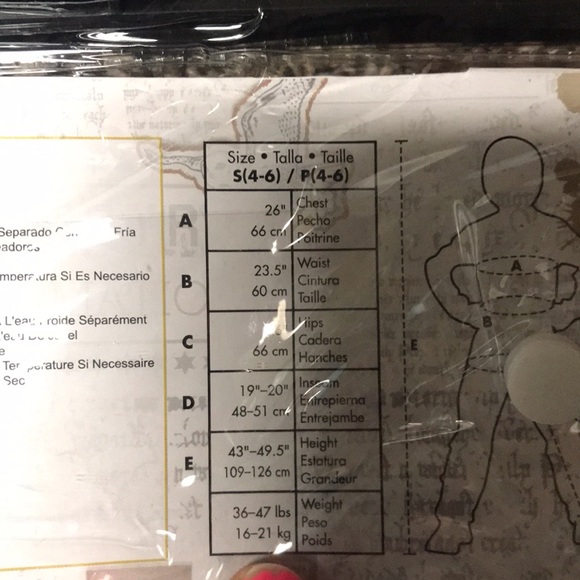 Separado Fría
mperatura Si Es Necesario
L'eau Froide Séparément
el
e
Température Si Necessaire
Sec
Size • Talla • Taille
S(4-6) / P(4-6)
A
26"
66 cm
Chest
Pecho
Poitrine
B
23.5"
60 cm
Waist
Cintura
Taille
C
66 cm
Hips
Cadera
Hanches
D
19"–20"
48–51 cm
Inseam
Entrepierna
Entrejambe
E
43"–49.5"
109–126 cm
Height
Estatura
Grandeur
36–47 lbs
16–21 kg
Weight
Peso
Poids
A
B
E